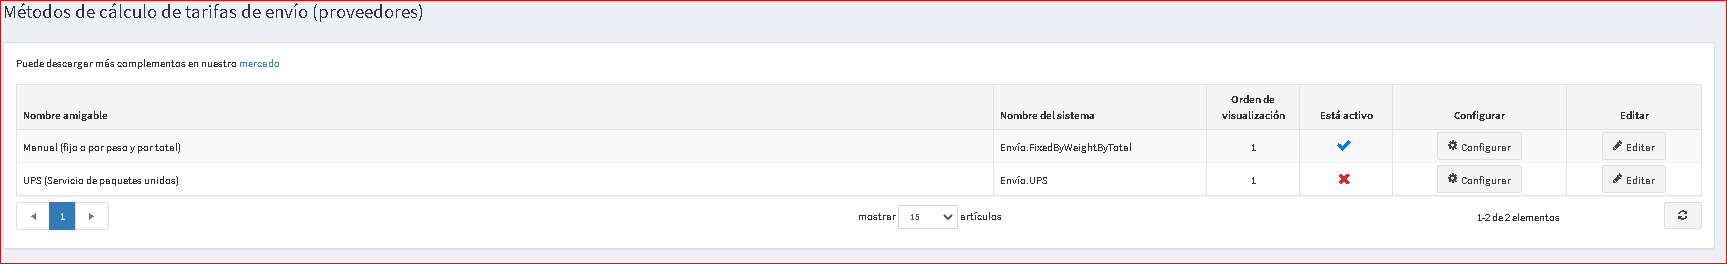 Métodos de cálculo de tarifas de envío (proveedores)
Puede descargar más complementos en nuestro mercado
Nombre amigable Nombre del sistema Orden de visualización Está activo Configurar Editar
Manual (fijo o por peso y por total) Envío.FixedByWeightByTotal 1 Configurar Editar
UPS (Servicio de paquetes unidos) Envío.UPS 1 Configurar Editar
1 mostrar 15 artículos 1-2 de 2 elementos